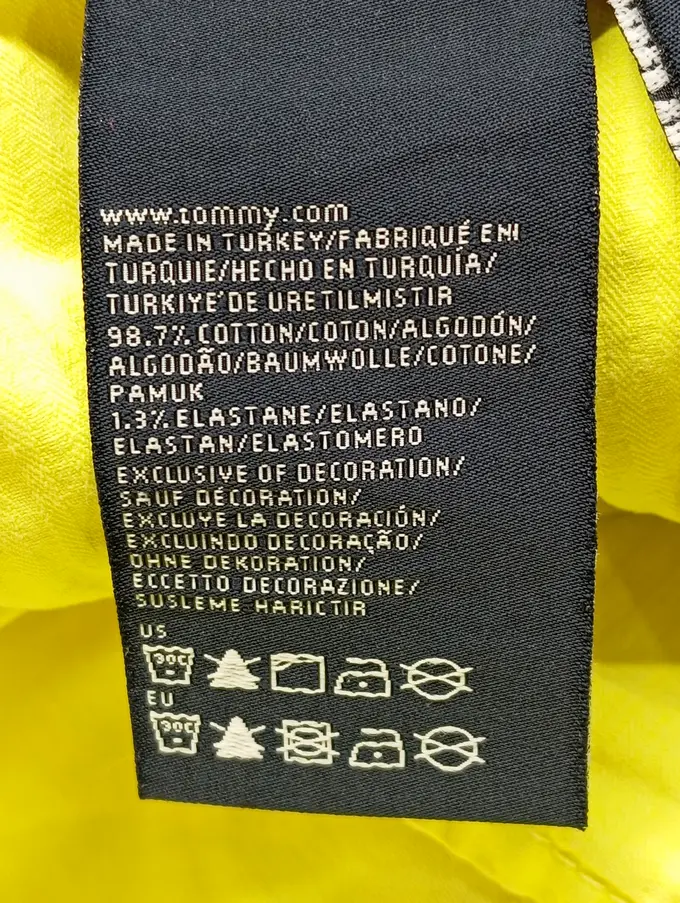 www.tommy.com
MADE IN TURKEY/FABRIQUÉ EN/
TURQUIE/HECHO EN TURQUÍA/
TURKIYE'DE URETILMISTIR
98.7% COTTON/COTON/ALGODÓN/
ALGODÃO/BAUMWOLLE/COTONE/
PAMUK
1.3% ELASTANE/ELASTANO/
ELASTAN/ELASTOMERO
EXCLUSIVE OF DECORATION/
SAUF DÉCORATION/
EXCLUYE LA DECORACIÓN/
EXCLUINDO DECORAÇÃO/
OHNE DEKORATION/
ECCETTO DECORAZIONE/
SUSLEME HARICTIR
US
30C
EU
30C